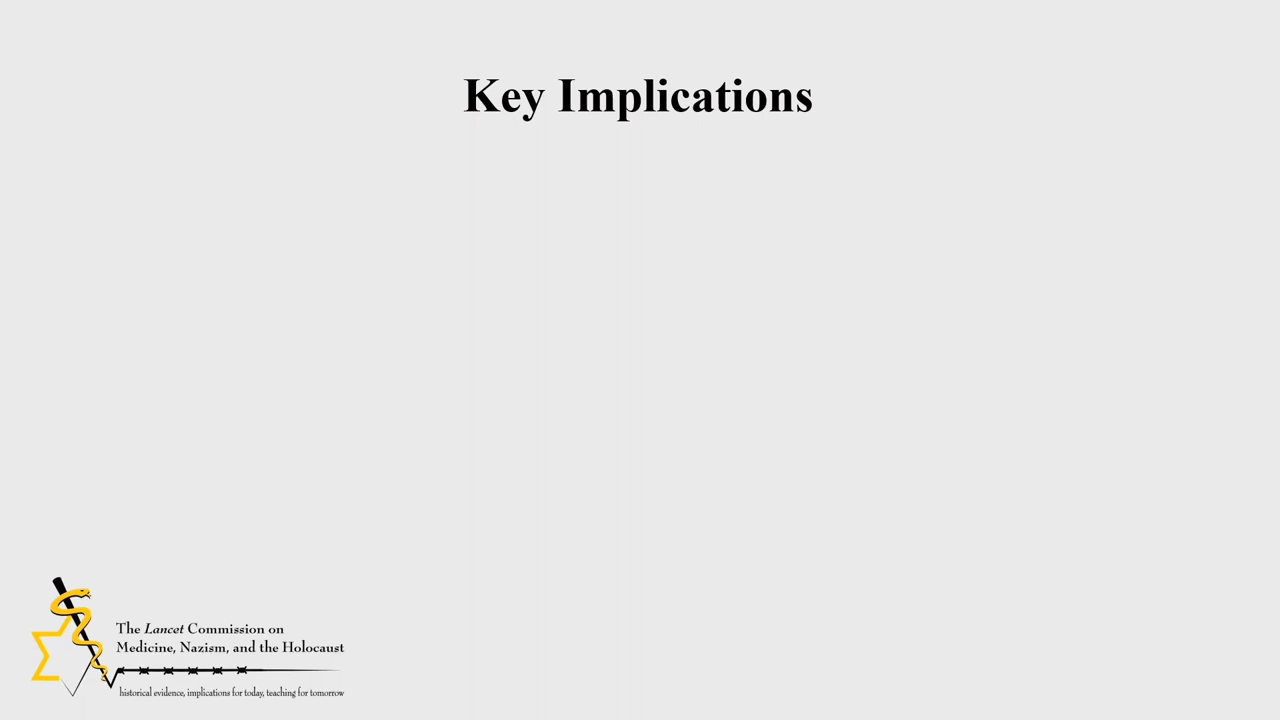 Key Implications
The Lancet Commission on
Medicine, Nazism, and the Holocaust
historical evidence, implications for today, teaching for tomorrow